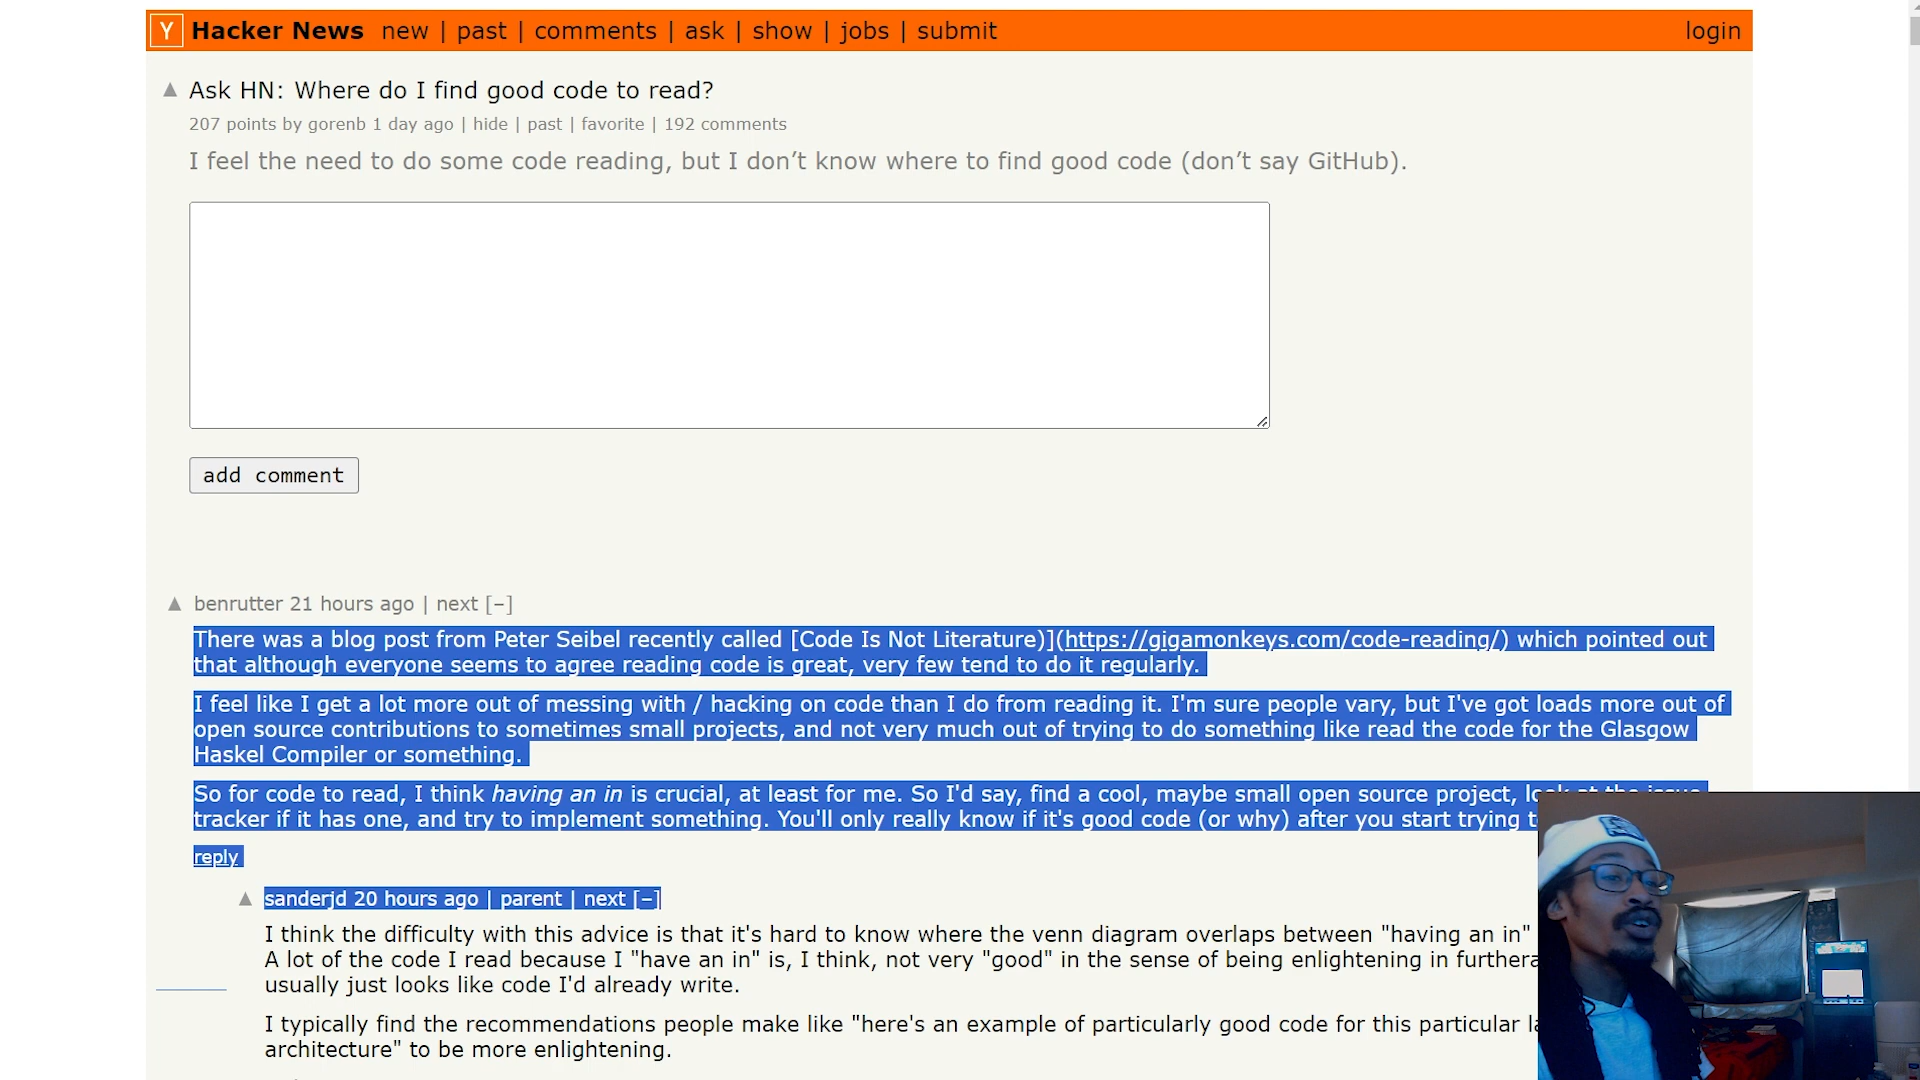 Y Hacker News new | past | comments | ask | show | jobs | submit login
▲ Ask HN: Where do I find good code to read?
207 points by gorenb 1 day ago | hide | past | favorite | 192 comments
I feel the need to do some code reading, but I don’t know where to find good code (don’t say GitHub).
add comment
▲ benrutter 21 hours ago | next [–]
There was a blog post from Peter Seibel recently called [Code Is Not Literature)](https://gigamonkeys.com/code-reading/) which pointed out
that although everyone seems to agree reading code is great, very few tend to do it regularly.
I feel like I get a lot more out of messing with / hacking on code than I do from reading it. I'm sure people vary, but I've got loads more out of
open source contributions to sometimes small projects, and not very much out of trying to do something like read the code for the Glasgow
Haskel Compiler or something.
So for code to read, I think having an in is crucial, at least for me. So I'd say, find a cool, maybe small open source project, look at the issue
tracker if it has one, and try to implement something. You'll only really know if it's good code (or why) after you start trying
reply
▲ sanderjd 20 hours ago | parent | next [–]
I think the difficulty with this advice is that it's hard to know where the venn diagram overlaps between "having an in"
A lot of the code I read because I "have an in" is, I think, not very "good" in the sense of being enlightening in
usually just looks like code I'd already write.
I typically find the recommendations people make like "here's an example of particularly good code for this particular
architecture" to be more enlightening.